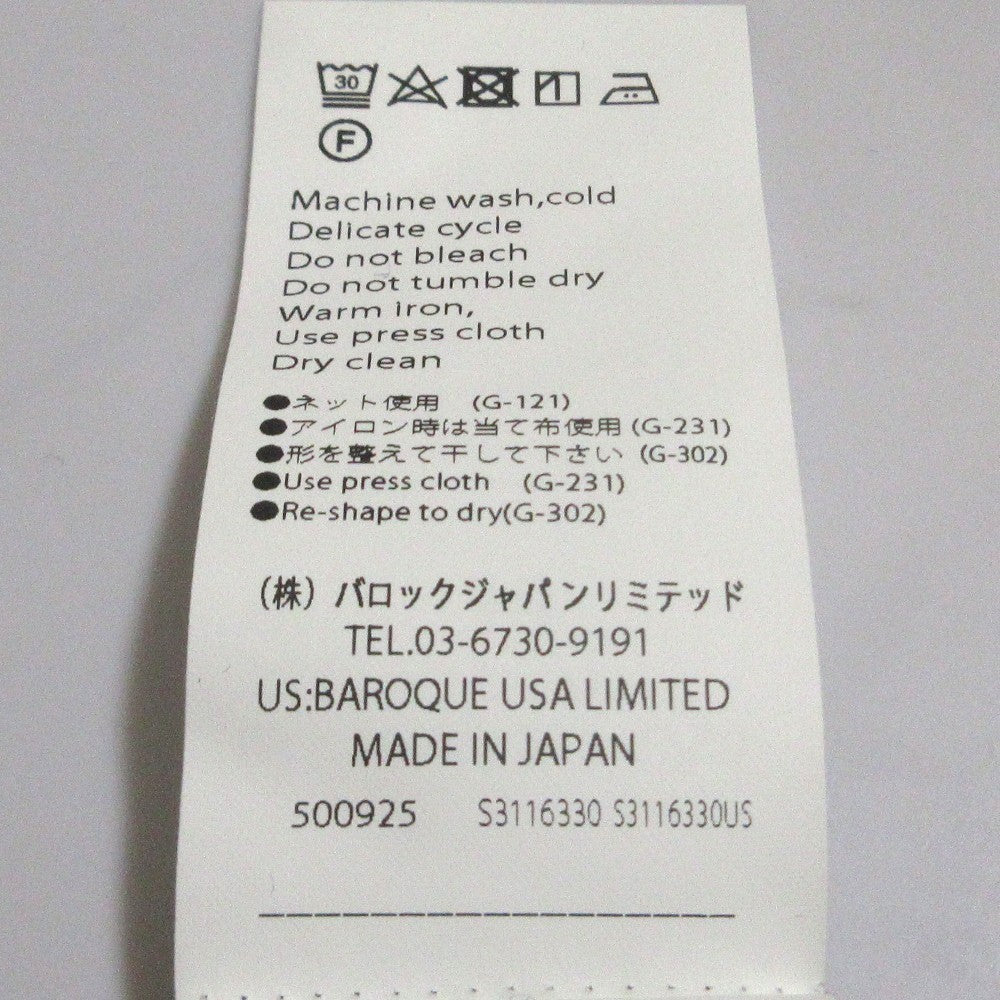 30
F
Machine wash,cold
Delicate cycle
Do not bleach
Do not tumble dry
Warm iron,
Use press cloth
Dry clean
●ネット使用 (G-121)
●アイロン時は当て布使用 (G-231)
●形を整えて干して下さい (G-302)
●Use press cloth (G-231)
●Re-shape to dry(G-302)
(株) バロックジャパンリミテッド
TEL.03-6730-9191
US:BAROQUE USA LIMITED
MADE IN JAPAN
500925 S3116330 S3116330US